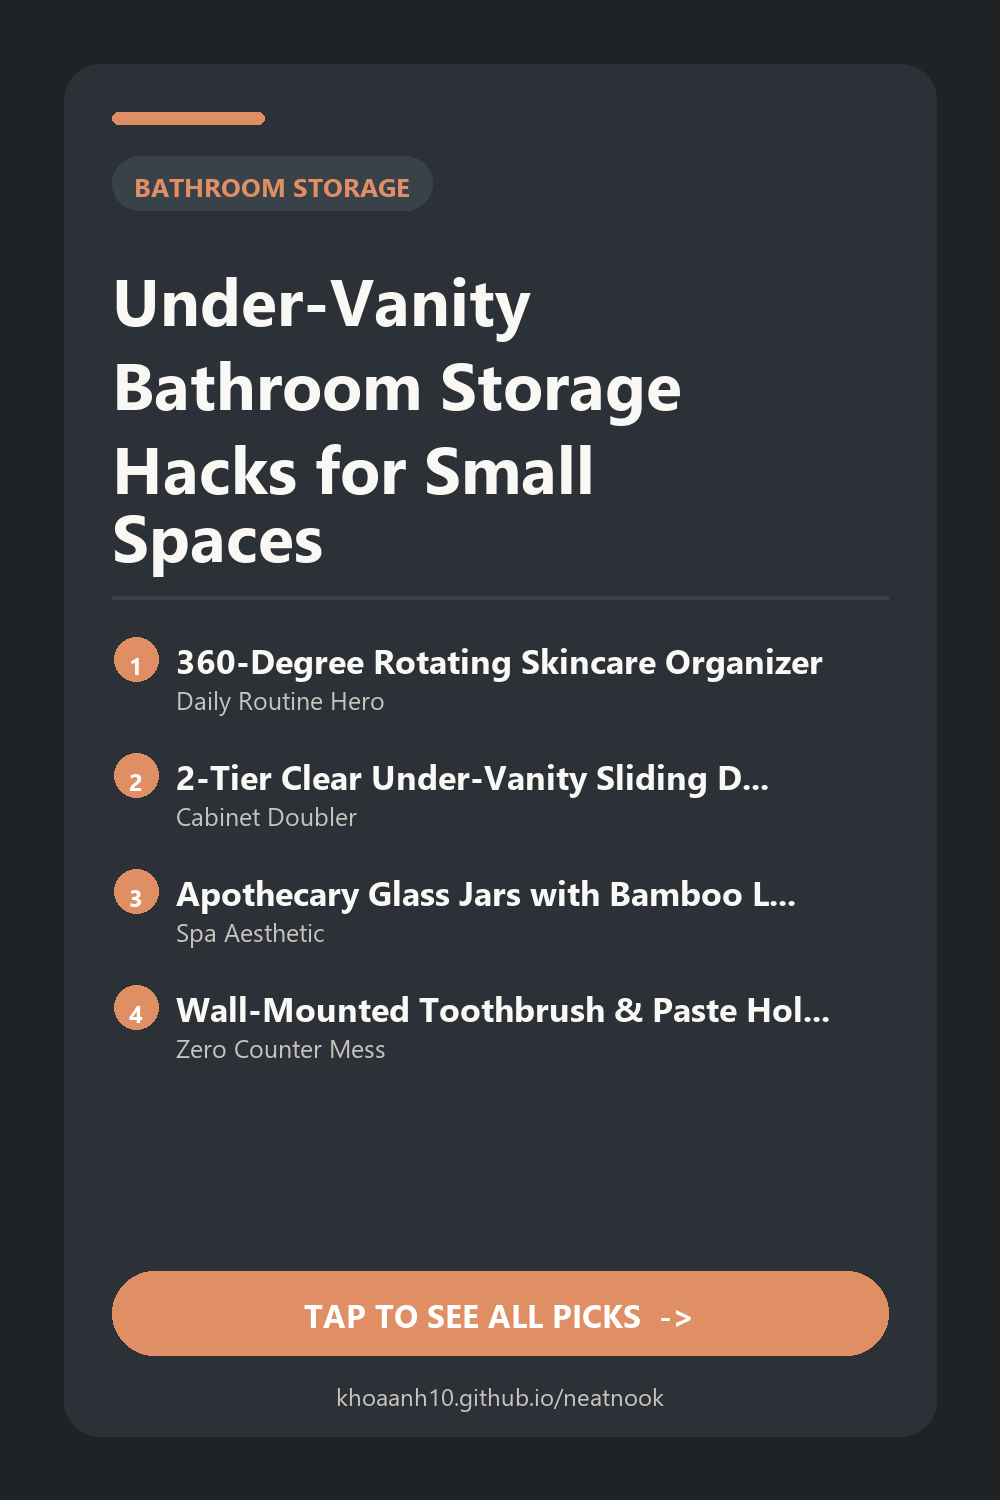 BATHROOM STORAGE
Under-Vanity
Bathroom Storage
Hacks for Small
Spaces
1 360-Degree Rotating Skincare Organizer
Daily Routine Hero
2 2-Tier Clear Under-Vanity Sliding D...
Cabinet Doubler
3 Apothecary Glass Jars with Bamboo L...
Spa Aesthetic
4 Wall-Mounted Toothbrush & Paste Hol...
Zero Counter Mess
TAP TO SEE ALL PICKS ->
khoaanh10.github.io/neatnook